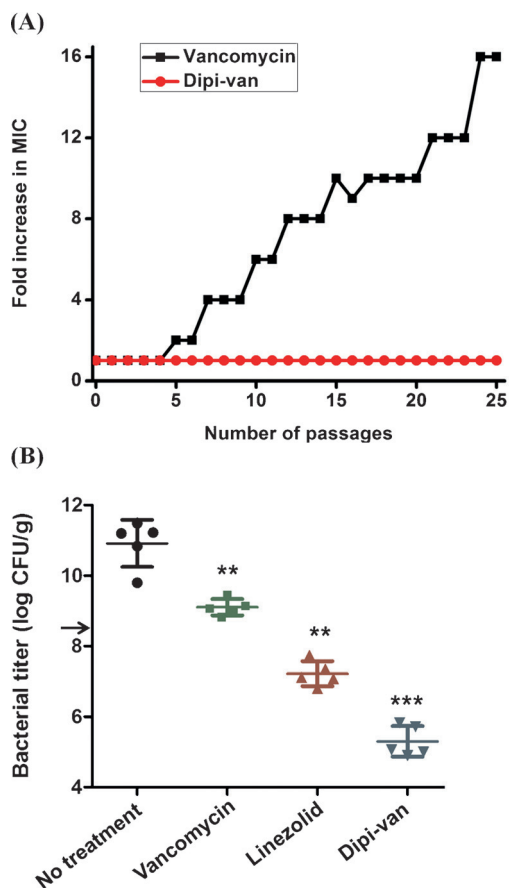 (A)
Fold increase in MIC
16
12
8
4
0
Vancomycin
Dipi-van
0 5 10 15 20 25
Number of passages
(B)
Bacterial titer (log CFU/g)
12
10
8
6
4
**
**
***
No treatment
Vancomycin
Linezolid
Dipi-van